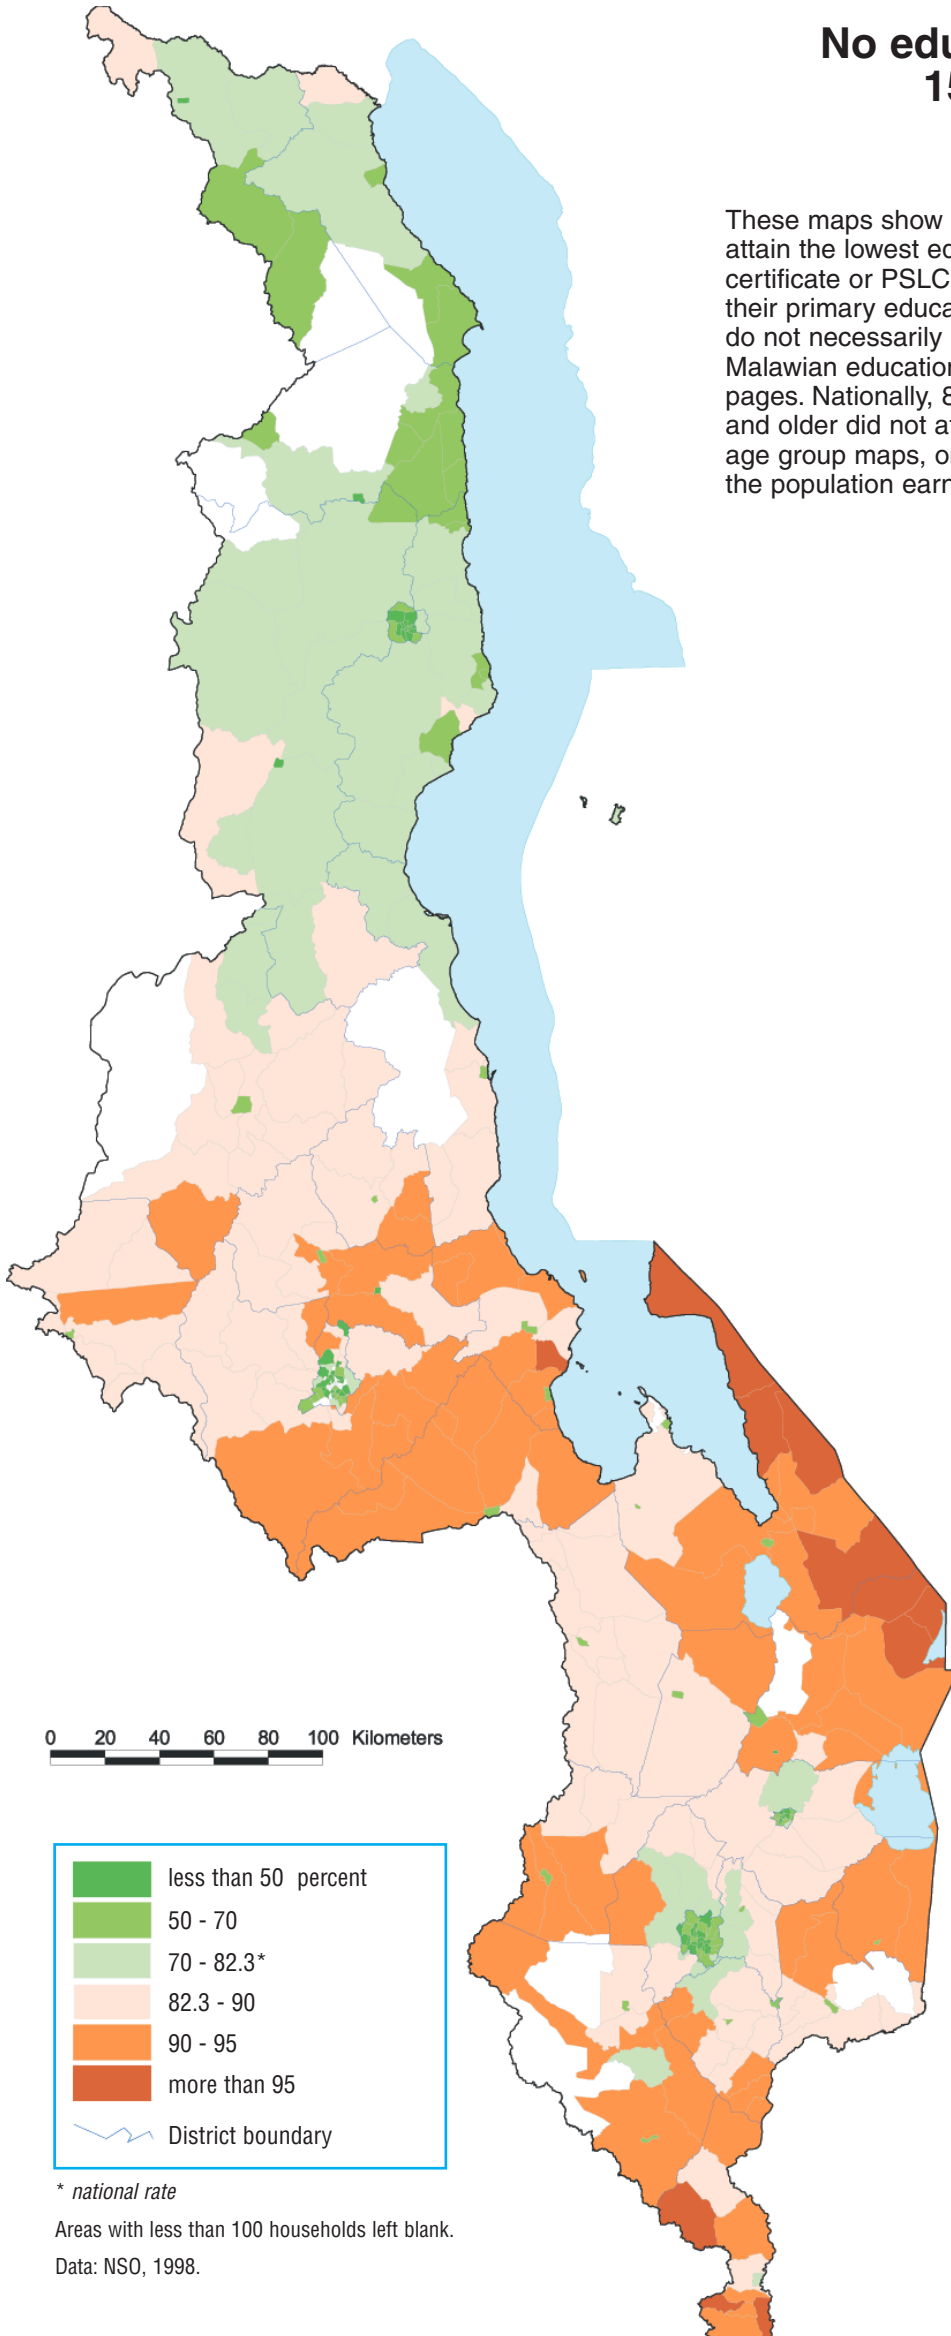 No edu
15
These maps show
attain the lowest ed
certificate or PSLC
their primary educa
do not necessarily
Malawian education
pages. Nationally, 8
and older did not a
age group maps, o
the population earn
0 20 40 60 80 100 Kilometers
less than 50 percent
50 - 70
70 - 82.3*
82.3 - 90
90 - 95
more than 95
District boundary
* national rate
Areas with less than 100 households left blank.
Data: NSO, 1998.